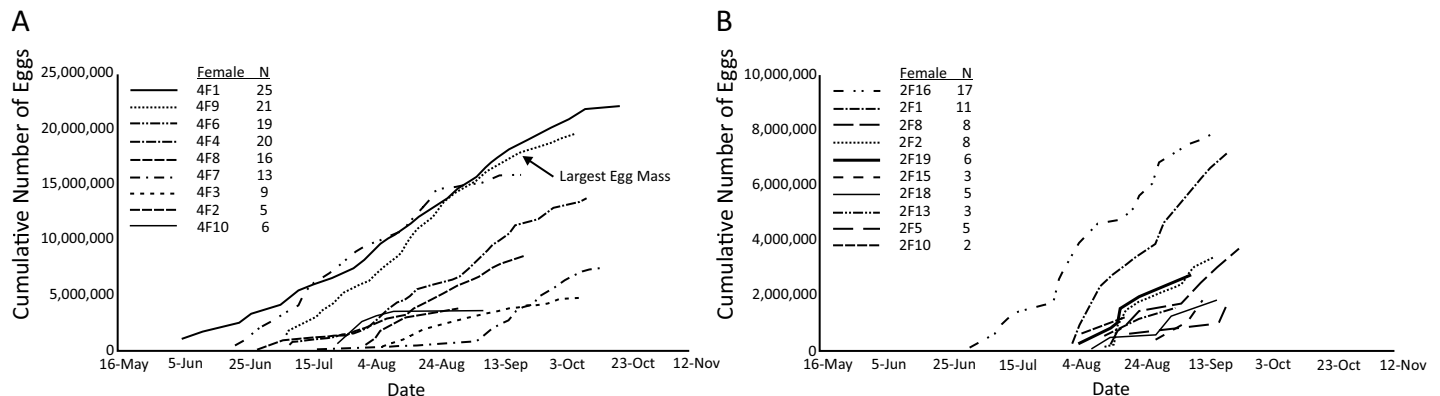 A
Cumulative Number of Eggs
25,000,000
20,000,000
15,000,000
10,000,000
5,000,000
0
Female N
4F1 25
4F9 21
4F6 19
4F4 20
4F8 16
4F7 13
4F3 9
4F2 5
4F10 6
Largest Egg Mass
16-May 5-Jun 25-Jun 15-Jul 4-Aug 24-Aug 13-Sep 3-Oct 23-Oct 12-Nov
Date
B
Cumulative Number of Eggs
10,000,000
8,000,000
6,000,000
4,000,000
2,000,000
0
Female N
2F16 17
2F1 11
2F8 8
2F2 8
2F19 6
2F15 3
2F18 5
2F13 3
2F5 5
2F10 2
16-May 5-Jun 25-Jun 15-Jul 4-Aug 24-Aug 13-Sep 3-Oct 23-Oct 12-Nov
Date